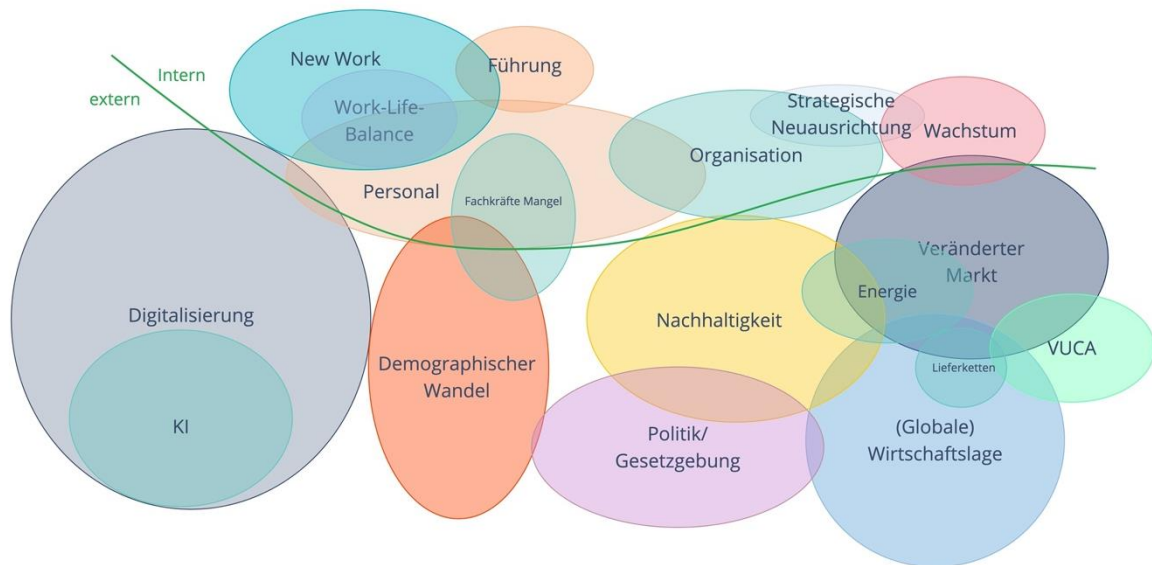 New Work
Führung
Intern
extern
Work-Life-
Balance
Strategische
Neuausrichtung
Wachstum
Organisation
Personal
Fachkräfte Mangel
Veränderter
Markt
Energie
Digitalisierung
Nachhaltigkeit
VUCA
Demographischer
Wandel
Lieferketten
KI
Politik/
Gesetzgebung
(Globale)
Wirtschaftslage